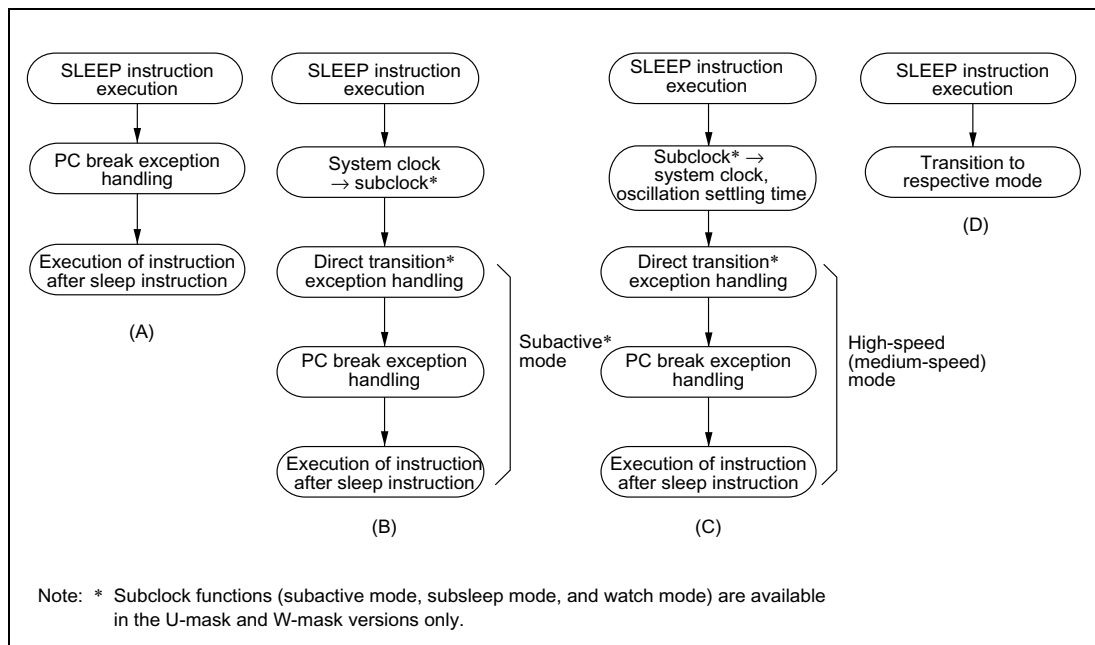 SLEEP instruction
execution
PC break exception
handling
Execution of instruction
after sleep instruction
(A)
SLEEP instruction
execution
System clock
→ subclock*
Direct transition*
exception handling
PC break exception
handling
Execution of instruction
after sleep instruction
Subactive*
mode
(B)
SLEEP instruction
execution
Subclock* →
system clock,
oscillation settling time
Direct transition*
exception handling
PC break exception
handling
Execution of instruction
after sleep instruction
High-speed
(medium-speed)
mode
(C)
SLEEP instruction
execution
Transition to
respective mode
(D)
Note: * Subclock functions (subactive mode, subsleep mode, and watch mode) are available
in the U-mask and W-mask versions only.